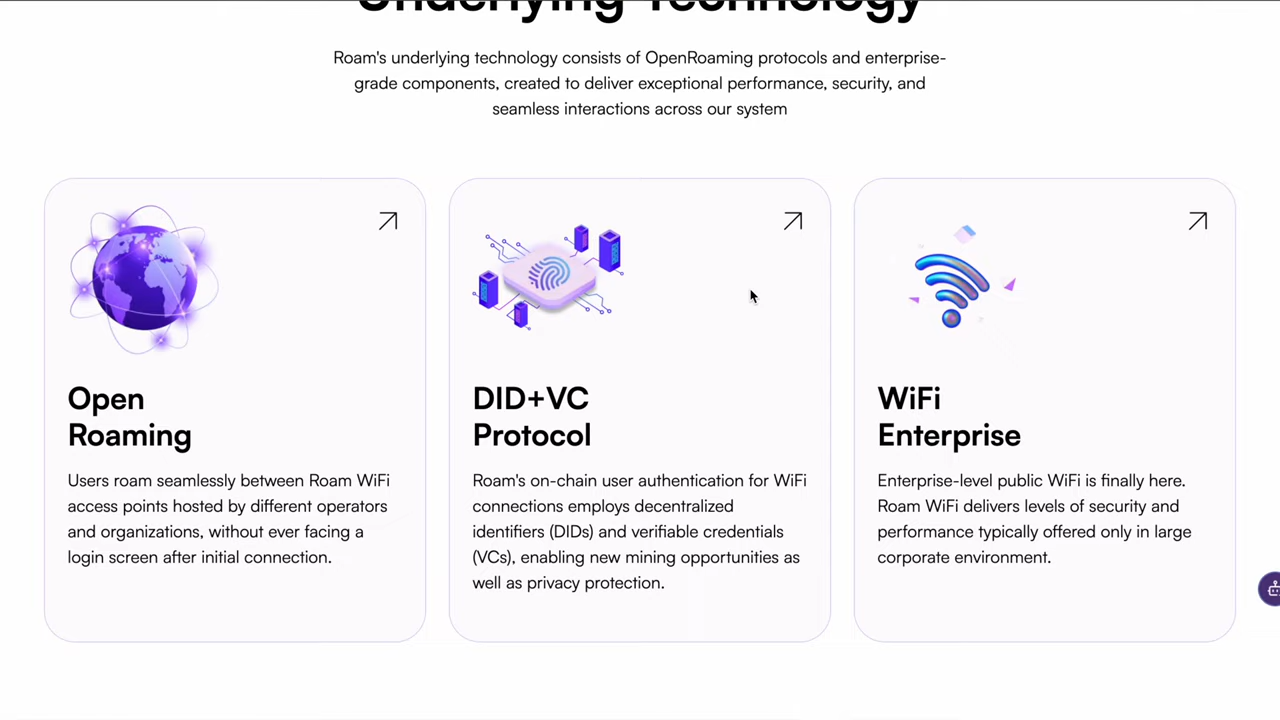 Underlying Technology
Roam's underlying technology consists of OpenRoaming protocols and enterprise-
grade components, created to deliver exceptional performance, security, and
seamless interactions across our system
Open
Roaming
Users roam seamlessly between Roam WiFi
access points hosted by different operators
and organizations, without ever facing a
login screen after initial connection.
DID+VC
Protocol
Roam's on-chain user authentication for WiFi
connections employs decentralized
identifiers (DIDs) and verifiable credentials
(VCs), enabling new mining opportunities as
well as privacy protection.
WiFi
Enterprise
Enterprise-level public WiFi is finally here.
Roam WiFi delivers levels of security and
performance typically offered only in large
corporate environment.